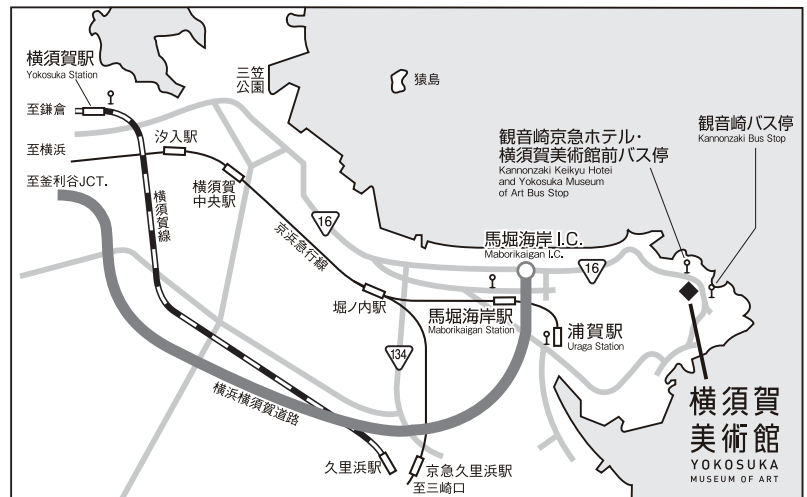 横須賀駅
Yokosuka Station
至鎌倉
至横浜
至釜利谷JCT.
汐入駅
横須賀
中央駅
横須賀線
三笠
公園
猿島
16
京浜急行線
堀ノ内駅
134
横浜横須賀道路
久里浜駅
京急久里浜駅
至三崎口
馬堀海岸 I.C.
Maborikaigan I.C.
16
馬堀海岸駅
Maborikaigan Station
浦賀駅
Uraga Station
観音崎京急ホテル・
横須賀美術館前バス停
Kannonzaki Keikyu Hotel
and Yokosuka Museum
of Art Bus Stop
観音崎バス停
Kannonzaki Bus Stop
横須賀
美術館
YOKOSUKA
MUSEUM OF ART